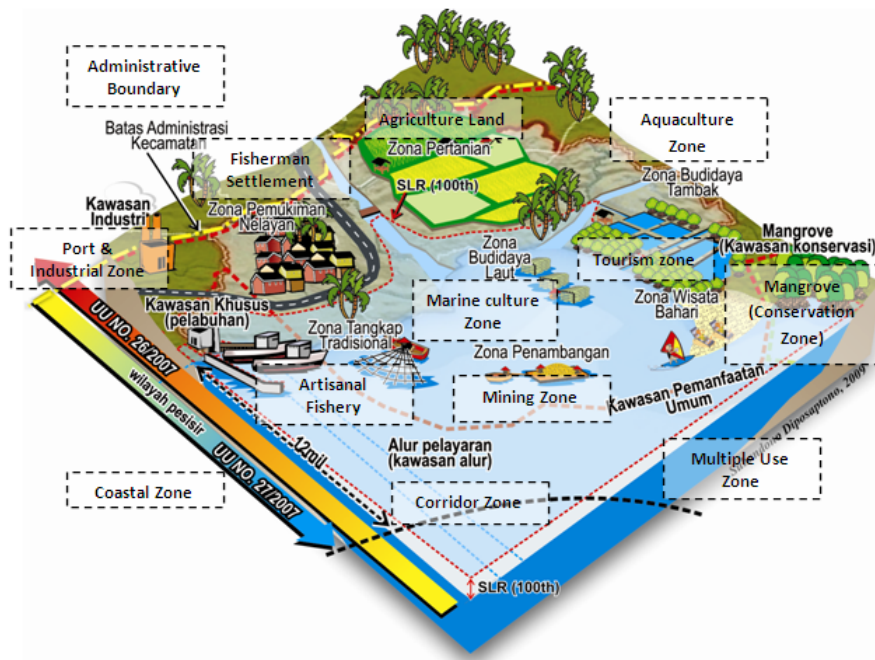 Administrative
Boundary
Batas Administrasi
Kecamatan
Agriculture Land
Zona Pertanian
Aquaculture
Zone
Fisherman
Settlement
SLR (100th)
Zona Budidaya
Tambak
Kawasan
Industri
Zona Pemukiman
Nelayan
Port &
Industrial Zone
Zona
Budidaya
Laut
Tourism zone
Mangrove
(Kawasan konservasi)
Kawasan Khusus
(pelabuhan)
Marine culture
Zone
Zona Wisata
Bahari
Mangrove
(Conservation
Zone)
Zona Tangkap
Tradisional
Zona Penambangan
UU NO. 26/2007
Artisanal
Fishery
Mining Zone
Kawasan Pemanfaatan
Umum
wilayah pesisir
12mil
Alur pelayaran
(kawasan alur)
Multiple Use
Zone
Diposaptono, 2009
UU NO. 27/2007
Coastal Zone
Corridor Zone
SLR (100th)